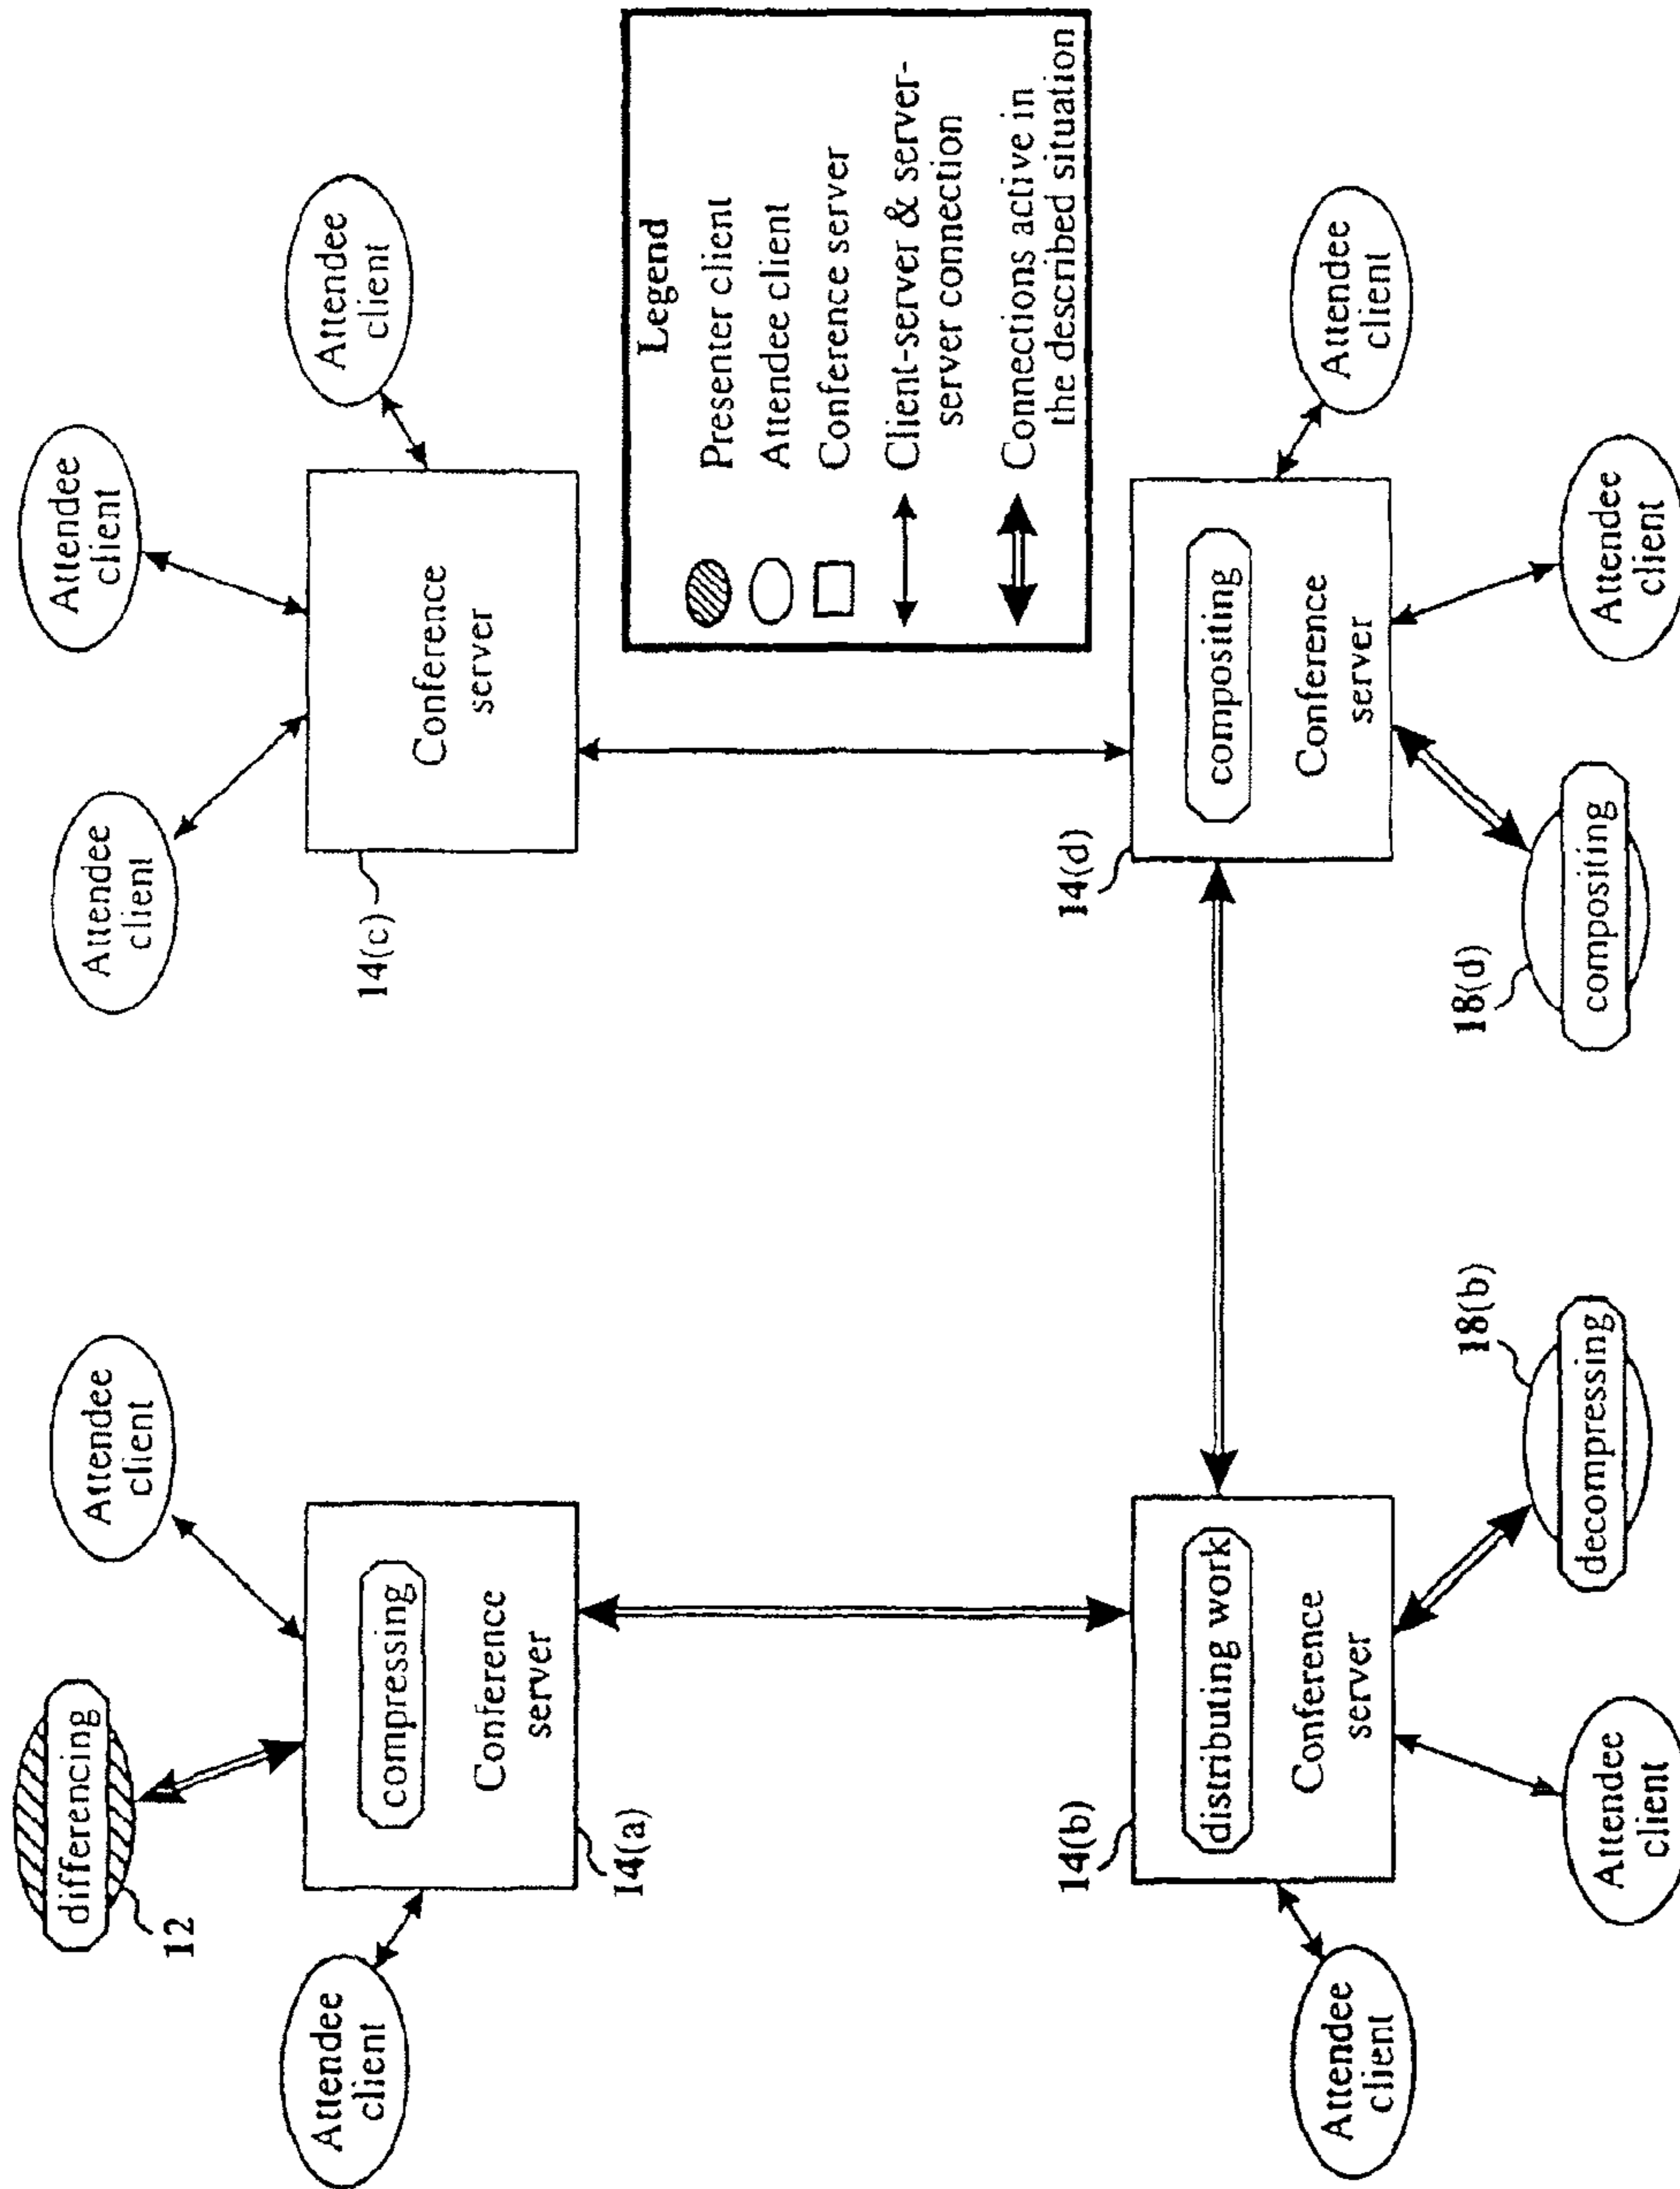 differencing
12
Attendee
client
Attendee
client
compressing
Conference
server
14(a)
Attendee
client
Attendee
client
Attendee
client
Conference
server
14(c)
Attendee
client
distributing work
Conference
server
14(b)
Attendee
client
Attendee
client
decompressing
18(b)
compositing
Conference
server
14(d)
compositing
18(d)
Attendee
client
Attendee
client
Legend
Presenter client
Attendee client
Conference server
Client-server & server-
server connection
Connections active in
the described situation